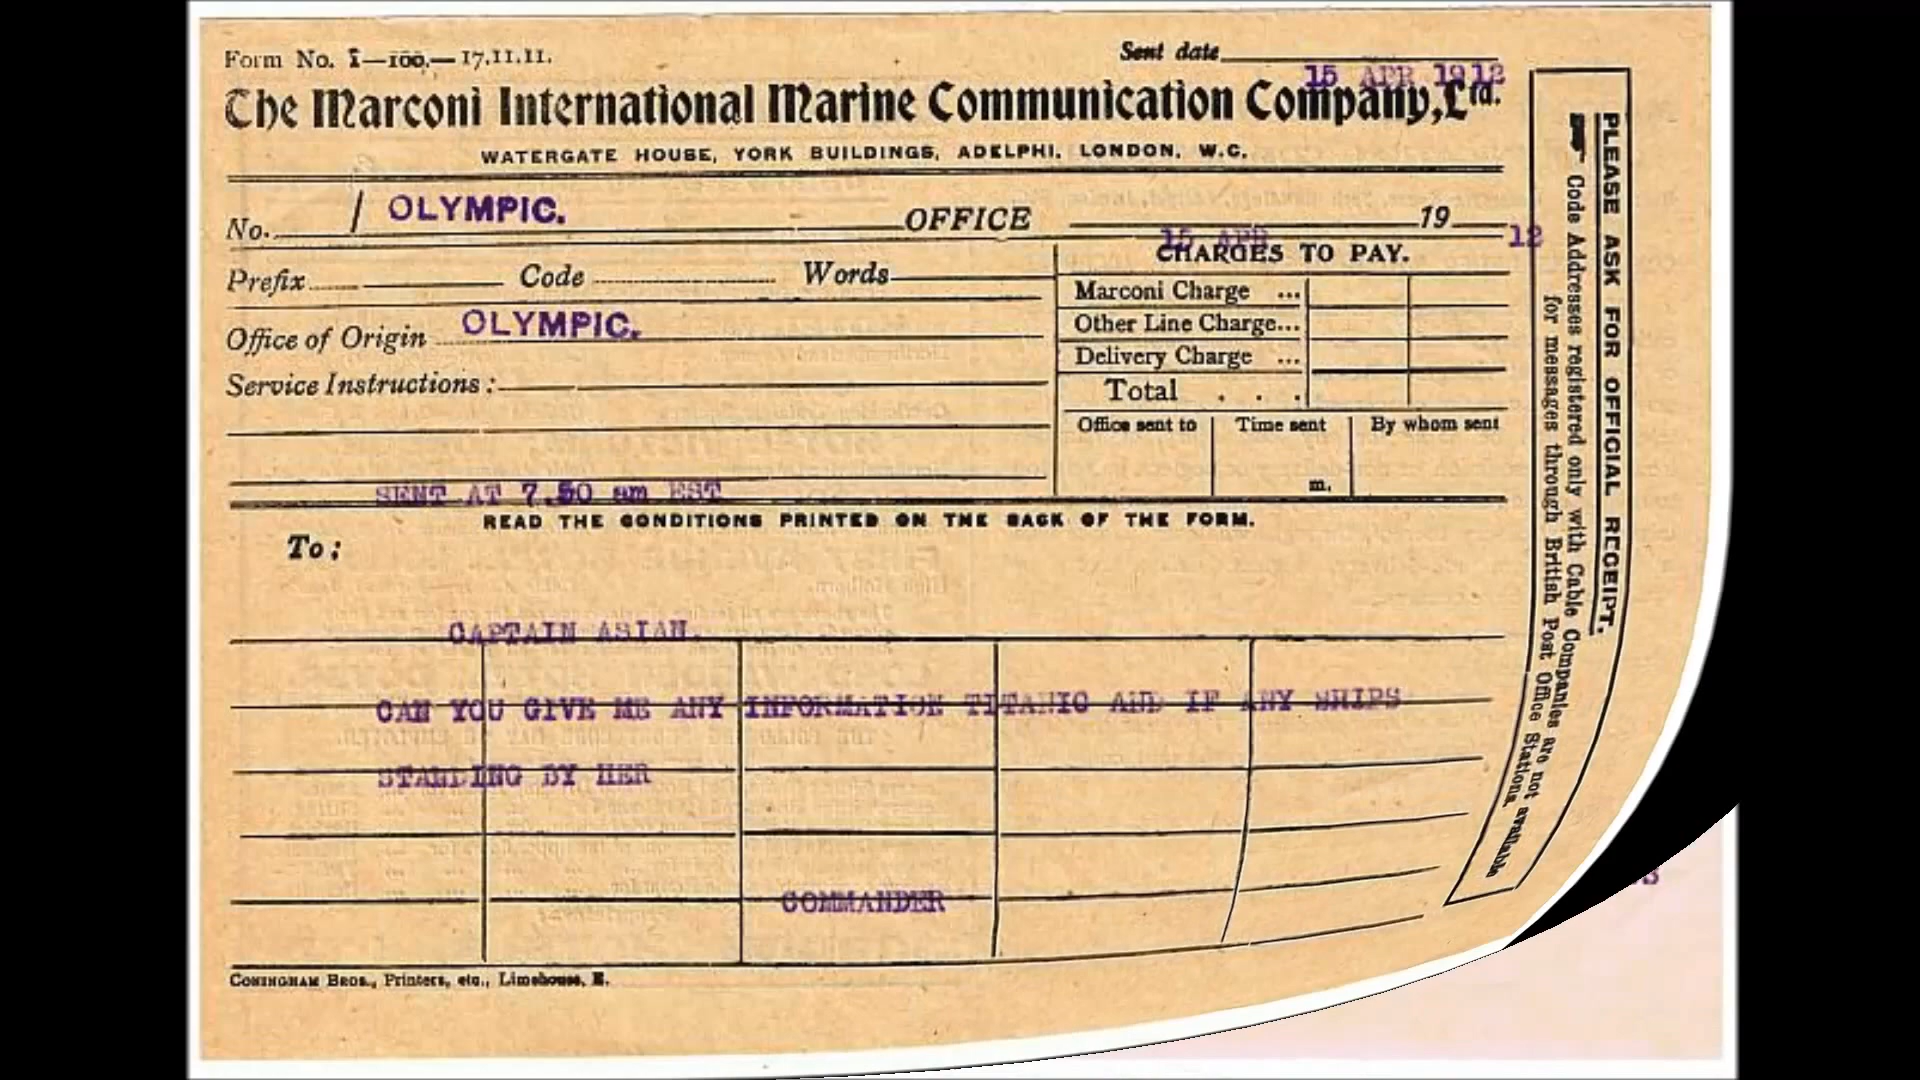 Form No. 1—100.—17.11.11.
Sent date
15 APR 1912
The Marconi International Marine Communication Company, Ltd.
WATERGATE HOUSE, YORK BUILDINGS, ADELPHI, LONDON, W.C.
No. / OLYMPIC. OFFICE 19
15 APR 12
Prefix Code Words
Office of Origin OLYMPIC.
Service Instructions:
SENT AT 7.50 am EST
CHARGES TO PAY.
Marconi Charge ...
Other Line Charge...
Delivery Charge ...
Total . . .
Office sent to Time sent By whom sent
m.
READ THE CONDITIONS PRINTED ON THE BACK OF THE FORM.
To:
CAPTAIN ASIAN.
CAN YOU GIVE ME ANY INFORMATION TITANIC AND IF ANY SHIPS
STANDING BY HER
COMMANDER
CONINGHAM BROS., Printers, etc., Limehouse, E.
PLEASE ASK FOR OFFICIAL RECEIPT.
Code Addresses registered only with Cable Companies are not available
for messages through British Post Office Stations.